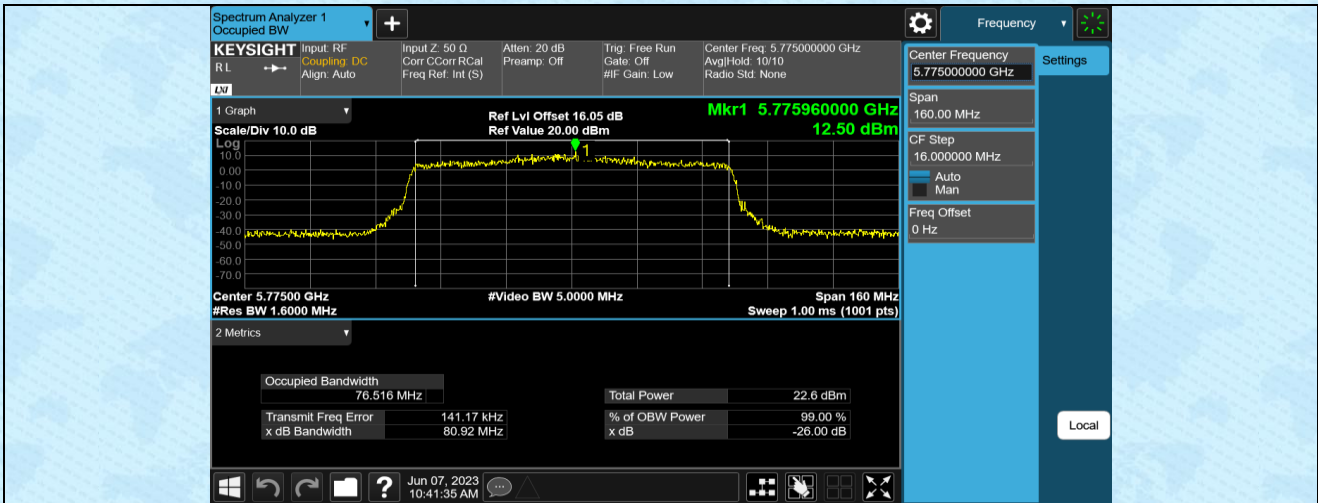 Spectrum Analyzer 1
Occupied BW
+
Frequency
KEYSIGHT
RL
LXI
Input: RF
Coupling: DC
Align: Auto
Input Z: 50 Ω
Corr CCorr RCal
Freq Ref: Int (S)
Atten: 20 dB
Preamp: Off
Trig: Free Run
Gate: Off
#IF Gain: Low
Center Freq: 5.775000000 GHz
Avg|Hold: 10/10
Radio Std: None
Center Frequency
5.775000000 GHz
Settings
Span
160.00 MHz
CF Step
16.000000 MHz
Auto
Man
Freq Offset
0 Hz
Local
1 Graph
Scale/Div 10.0 dB
Ref Lvl Offset 16.05 dB
Ref Value 20.00 dBm
Mkr1 5.775960000 GHz
12.50 dBm
Log
1
10.0
0.00
-10.0
-20.0
-30.0
-40.0
-50.0
-60.0
-70.0
Center 5.77500 GHz
#Video BW 5.0000 MHz
Span 160 MHz
#Res BW 1.6000 MHz
Sweep 1.00 ms (1001 pts)
2 Metrics
Occupied Bandwidth
76.516 MHz
Total Power 22.6 dBm
Transmit Freq Error 141.17 kHz
% of OBW Power 99.00 %
x dB Bandwidth 80.92 MHz
x dB -26.00 dB
?
Jun 07, 2023
10:41:35 AM